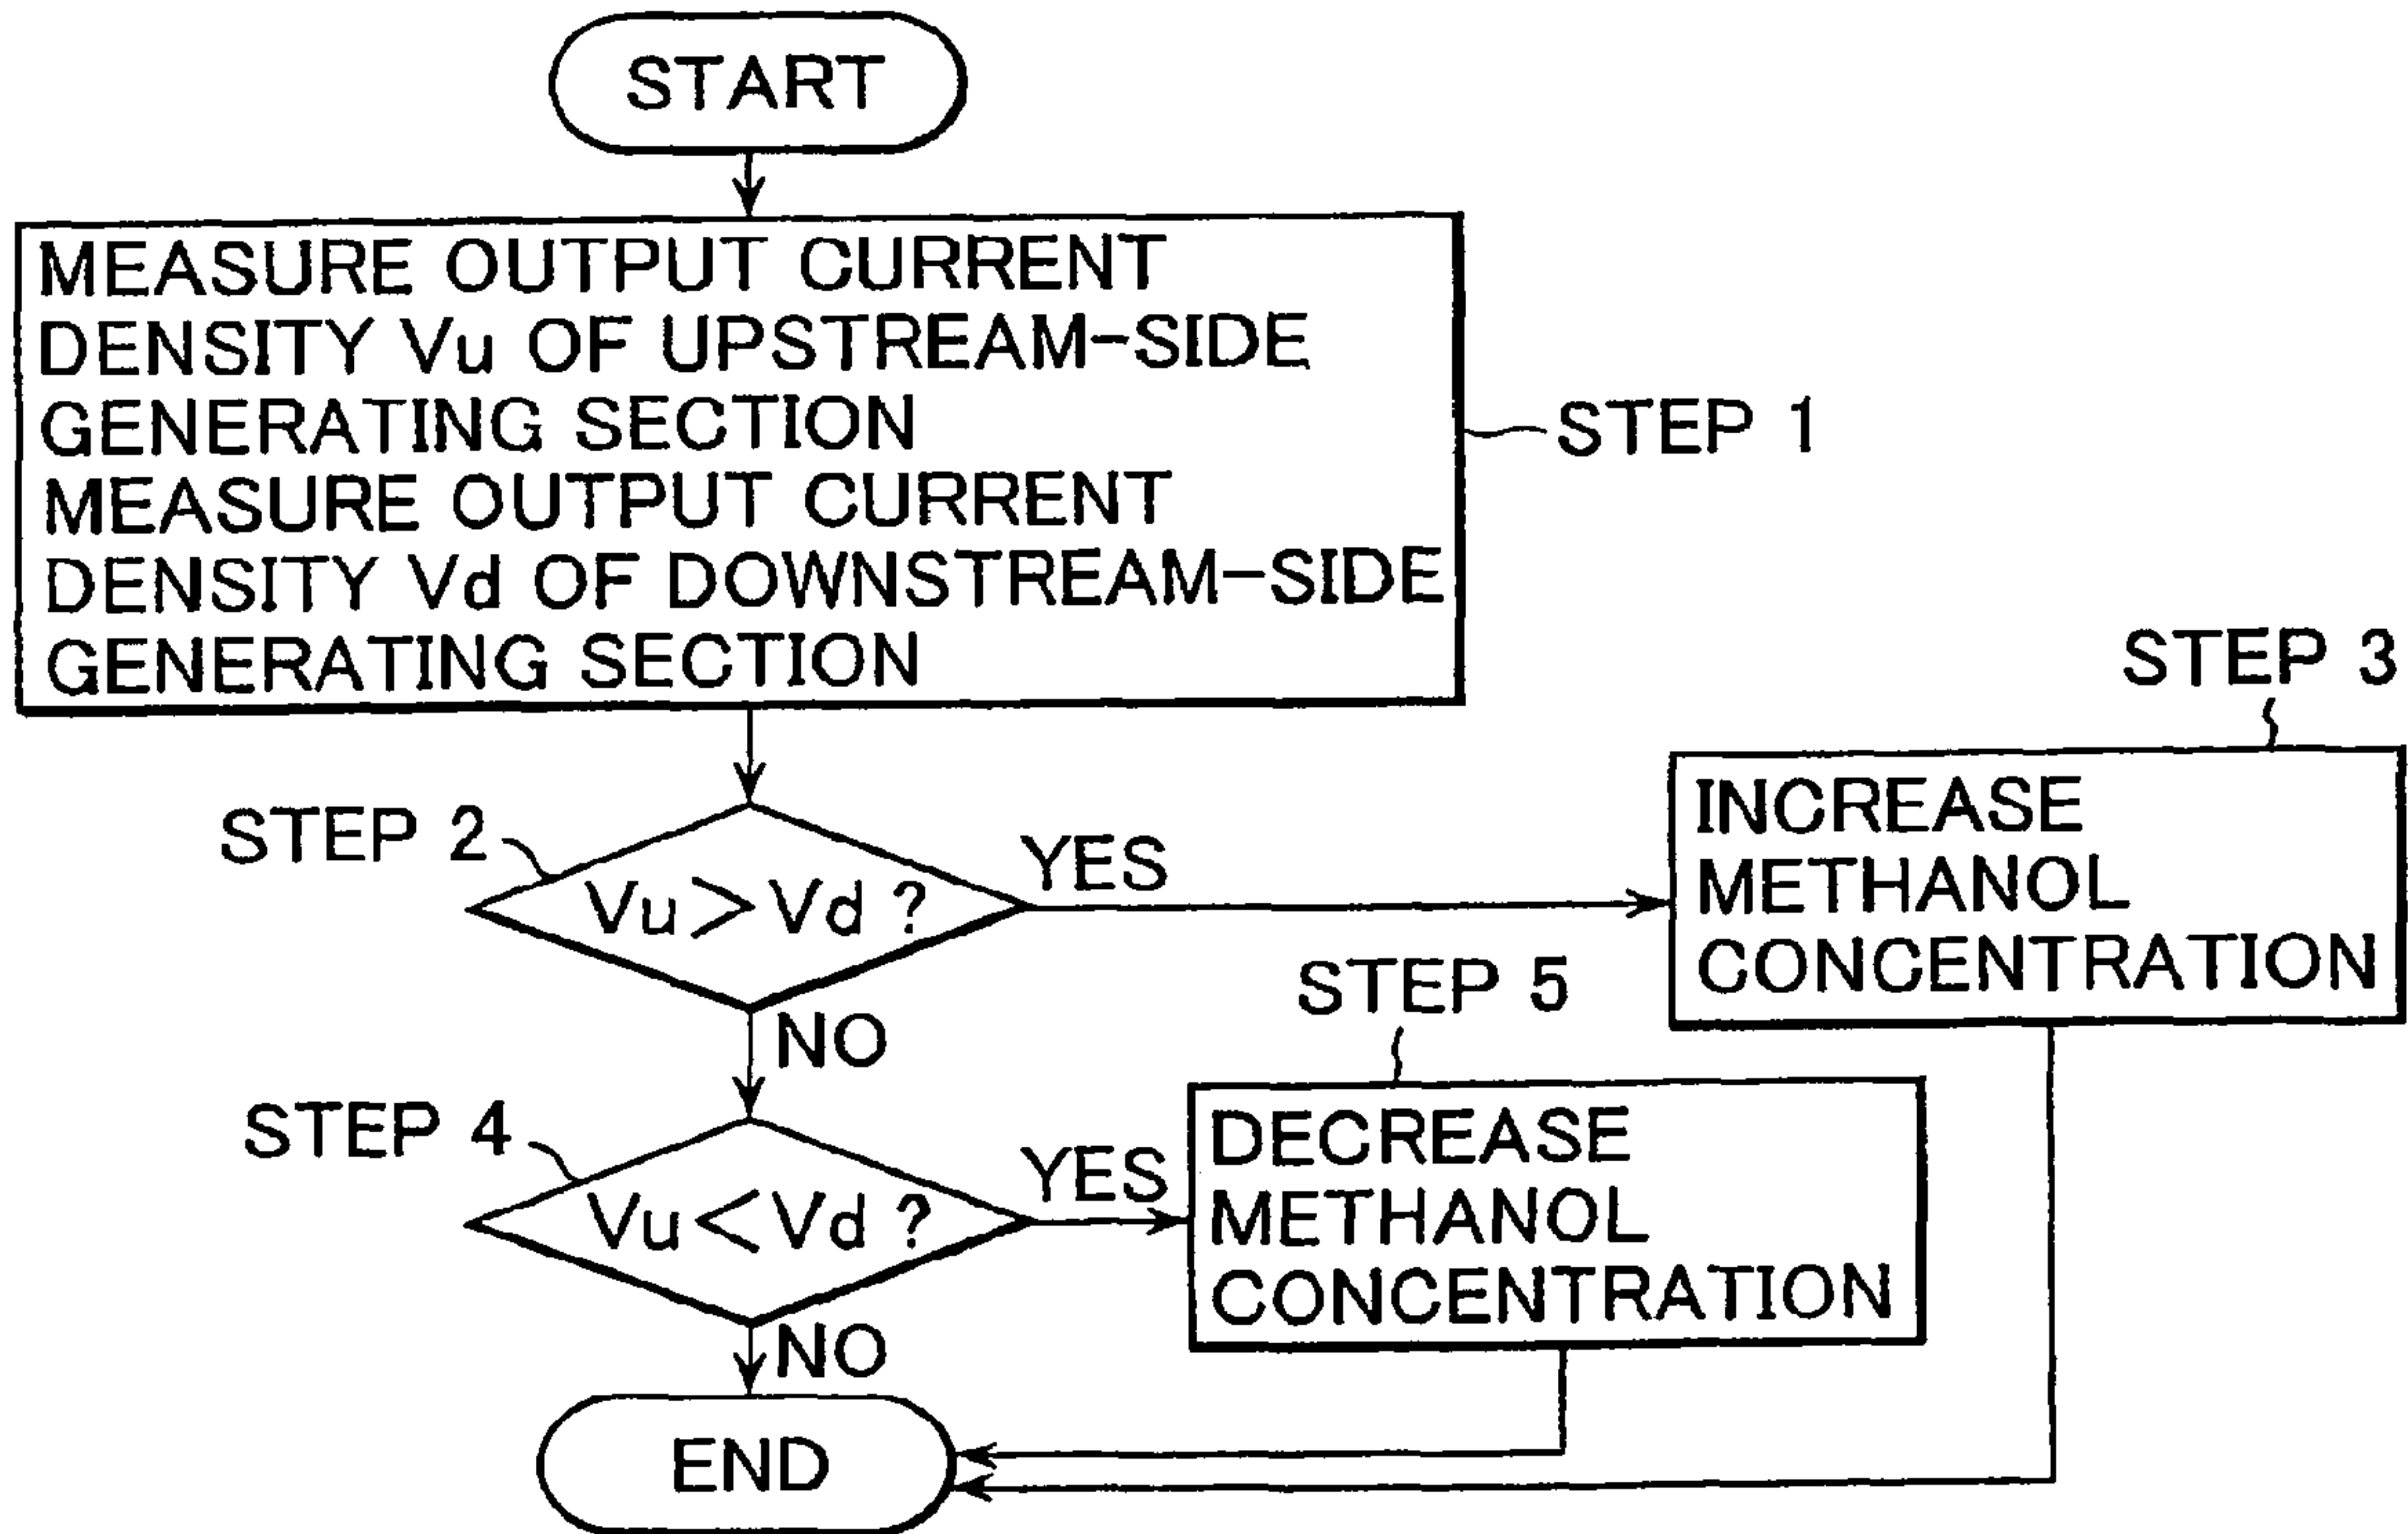 START
MEASURE OUTPUT CURRENT
DENSITY Vu OF UPSTREAM-SIDE
GENERATING SECTION
MEASURE OUTPUT CURRENT
DENSITY Vd OF DOWNSTREAM-SIDE
GENERATING SECTION
STEP 1
STEP 2
Vu > Vd ?
YES
STEP 3
INCREASE
METHANOL
CONCENTRATION
NO
STEP 4
Vu < Vd ?
YES
STEP 5
DECREASE
METHANOL
CONCENTRATION
NO
END